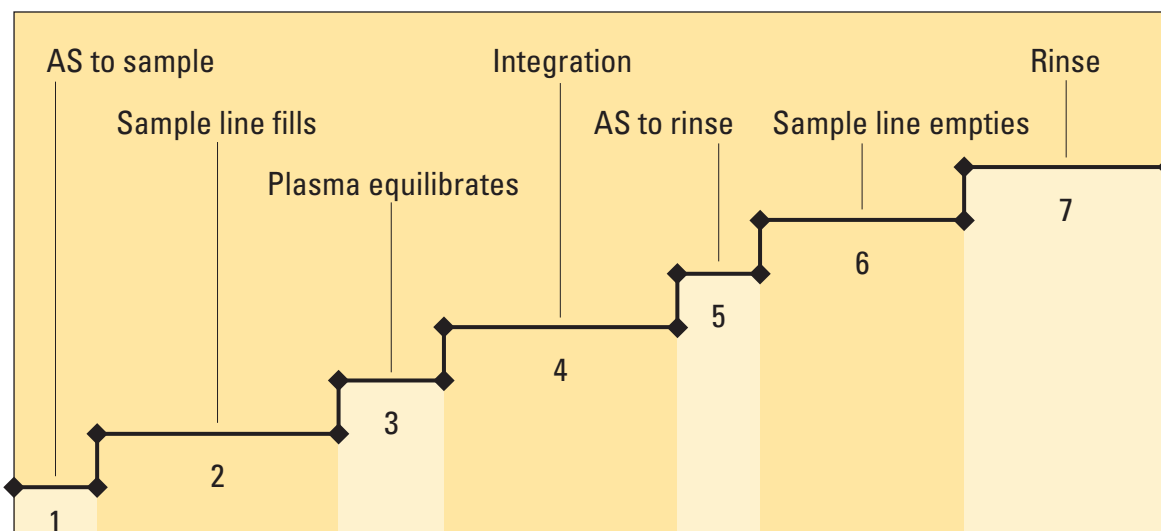 AS to sample
Sample line fills
Plasma equilibrates
Integration
AS to rinse
Sample line empties
Rinse
1
2
3
4
5
6
7